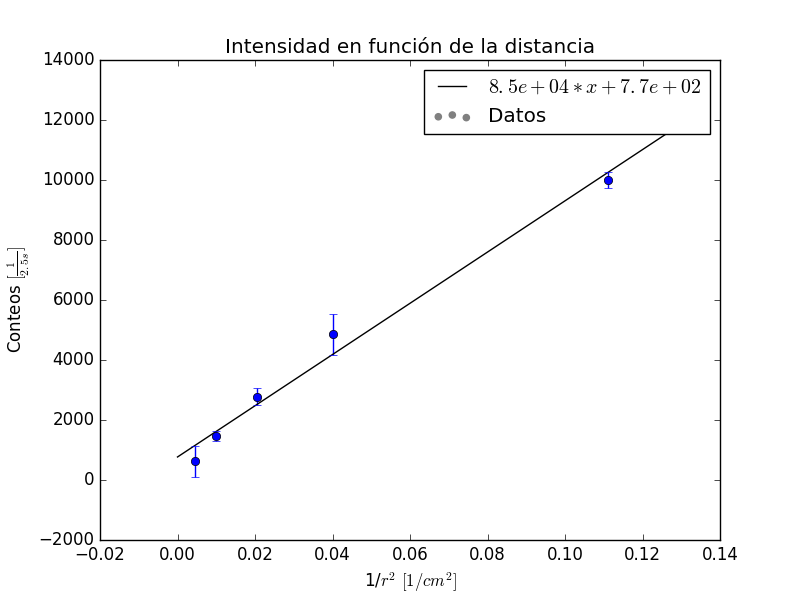 Intensidad en función de la distancia
8.5e + 04 * x + 7.7e + 02
Datos
14000
12000
10000
8000
6000
4000
2000
0
−2000
Conteos [1/2.5s]
−0.02 0.00 0.02 0.04 0.06 0.08 0.10 0.12 0.14
1/r² [1/cm²]